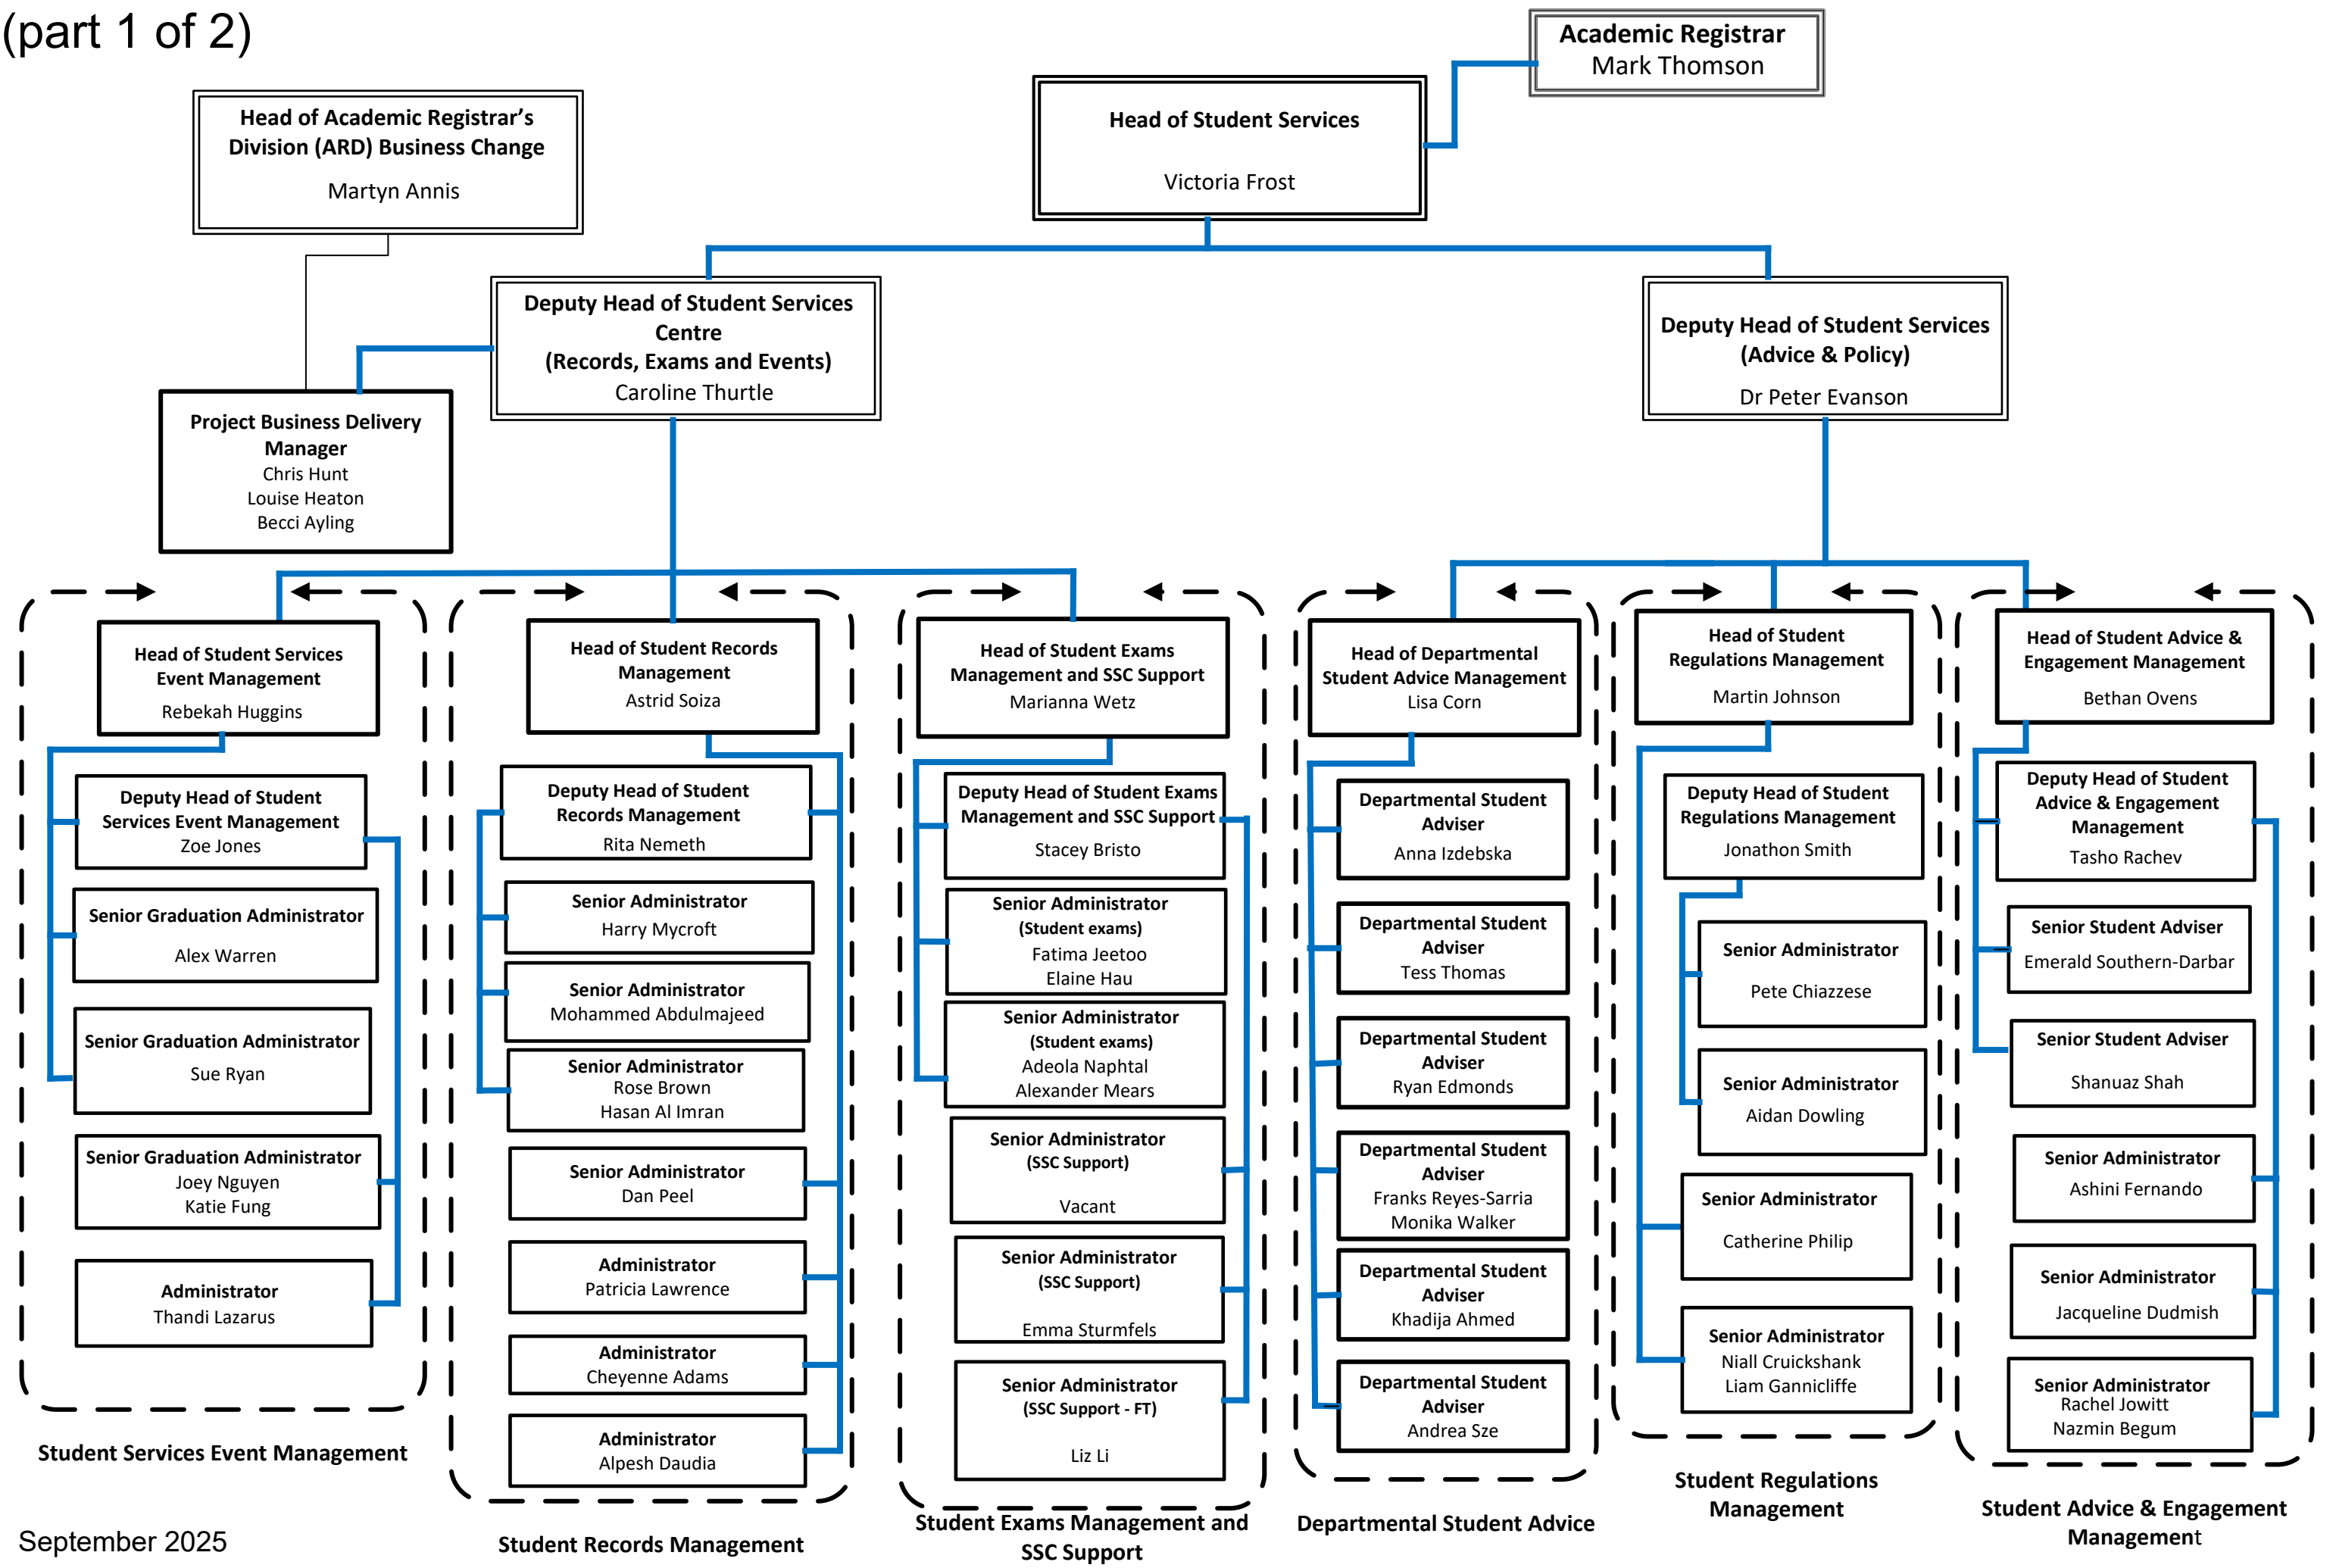 (part 1 of 2)
Academic Registrar
Mark Thomson
Head of Student Services
Victoria Frost
Head of Academic Registrar’s
Division (ARD) Business Change
Martyn Annis
Deputy Head of Student Services
Centre
(Records, Exams and Events)
Caroline Thurtle
Deputy Head of Student Services
(Advice & Policy)
Dr Peter Evanson
Project Business Delivery
Manager
Chris Hunt
Louise Heaton
Becci Ayling
Head of Student Services
Event Management
Rebekah Huggins
Deputy Head of Student
Services Event Management
Zoe Jones
Senior Graduation Administrator
Alex Warren
Senior Graduation Administrator
Sue Ryan
Senior Graduation Administrator
Joey Nguyen
Katie Fung
Administrator
Thandi Lazarus
Student Services Event Management
Head of Student Records
Management
Astrid Soiza
Deputy Head of Student
Records Management
Rita Nemeth
Senior Administrator
Harry Mycroft
Senior Administrator
Mohammed Abdulmajeed
Senior Administrator
Rose Brown
Hasan Al Imran
Senior Administrator
Dan Peel
Administrator
Patricia Lawrence
Administrator
Cheyenne Adams
Administrator
Alpesh Daudia
Student Records Management
Head of Student Exams
Management and SSC Support
Marianna Wetz
Deputy Head of Student Exams
Management and SSC Support
Stacey Bristo
Senior Administrator
(Student exams)
Fatima Jeetoo
Elaine Hau
Senior Administrator
(Student exams)
Adeola Naphtal
Alexander Mears
Senior Administrator
(SSC Support)
Vacant
Senior Administrator
(SSC Support)
Emma Sturmfels
Senior Administrator
(SSC Support - FT)
Liz Li
Student Exams Management and
SSC Support
Head of Departmental
Student Advice Management
Lisa Corn
Departmental Student
Adviser
Anna Izdebska
Departmental Student
Adviser
Tess Thomas
Departmental Student
Adviser
Ryan Edmonds
Departmental Student
Adviser
Franks Reyes-Sarria
Monika Walker
Departmental Student
Adviser
Khadija Ahmed
Departmental Student
Adviser
Andrea Sze
Departmental Student Advice
Head of Student
Regulations Management
Martin Johnson
Deputy Head of Student
Regulations Management
Jonathon Smith
Senior Administrator
Pete Chiazzese
Senior Administrator
Aidan Dowling
Senior Administrator
Catherine Philip
Senior Administrator
Niall Cruickshank
Liam Gannicliffe
Student Regulations
Management
Head of Student Advice &
Engagement Management
Bethan Ovens
Deputy Head of Student
Advice & Engagement
Management
Tasho Rachev
Senior Student Adviser
Emerald Southern-Darbar
Senior Student Adviser
Shanuaz Shah
Senior Administrator
Ashini Fernando
Senior Administrator
Jacqueline Dudmish
Senior Administrator
Rachel Jowitt
Nazmin Begum
Student Advice & Engagement
Management
September 2025